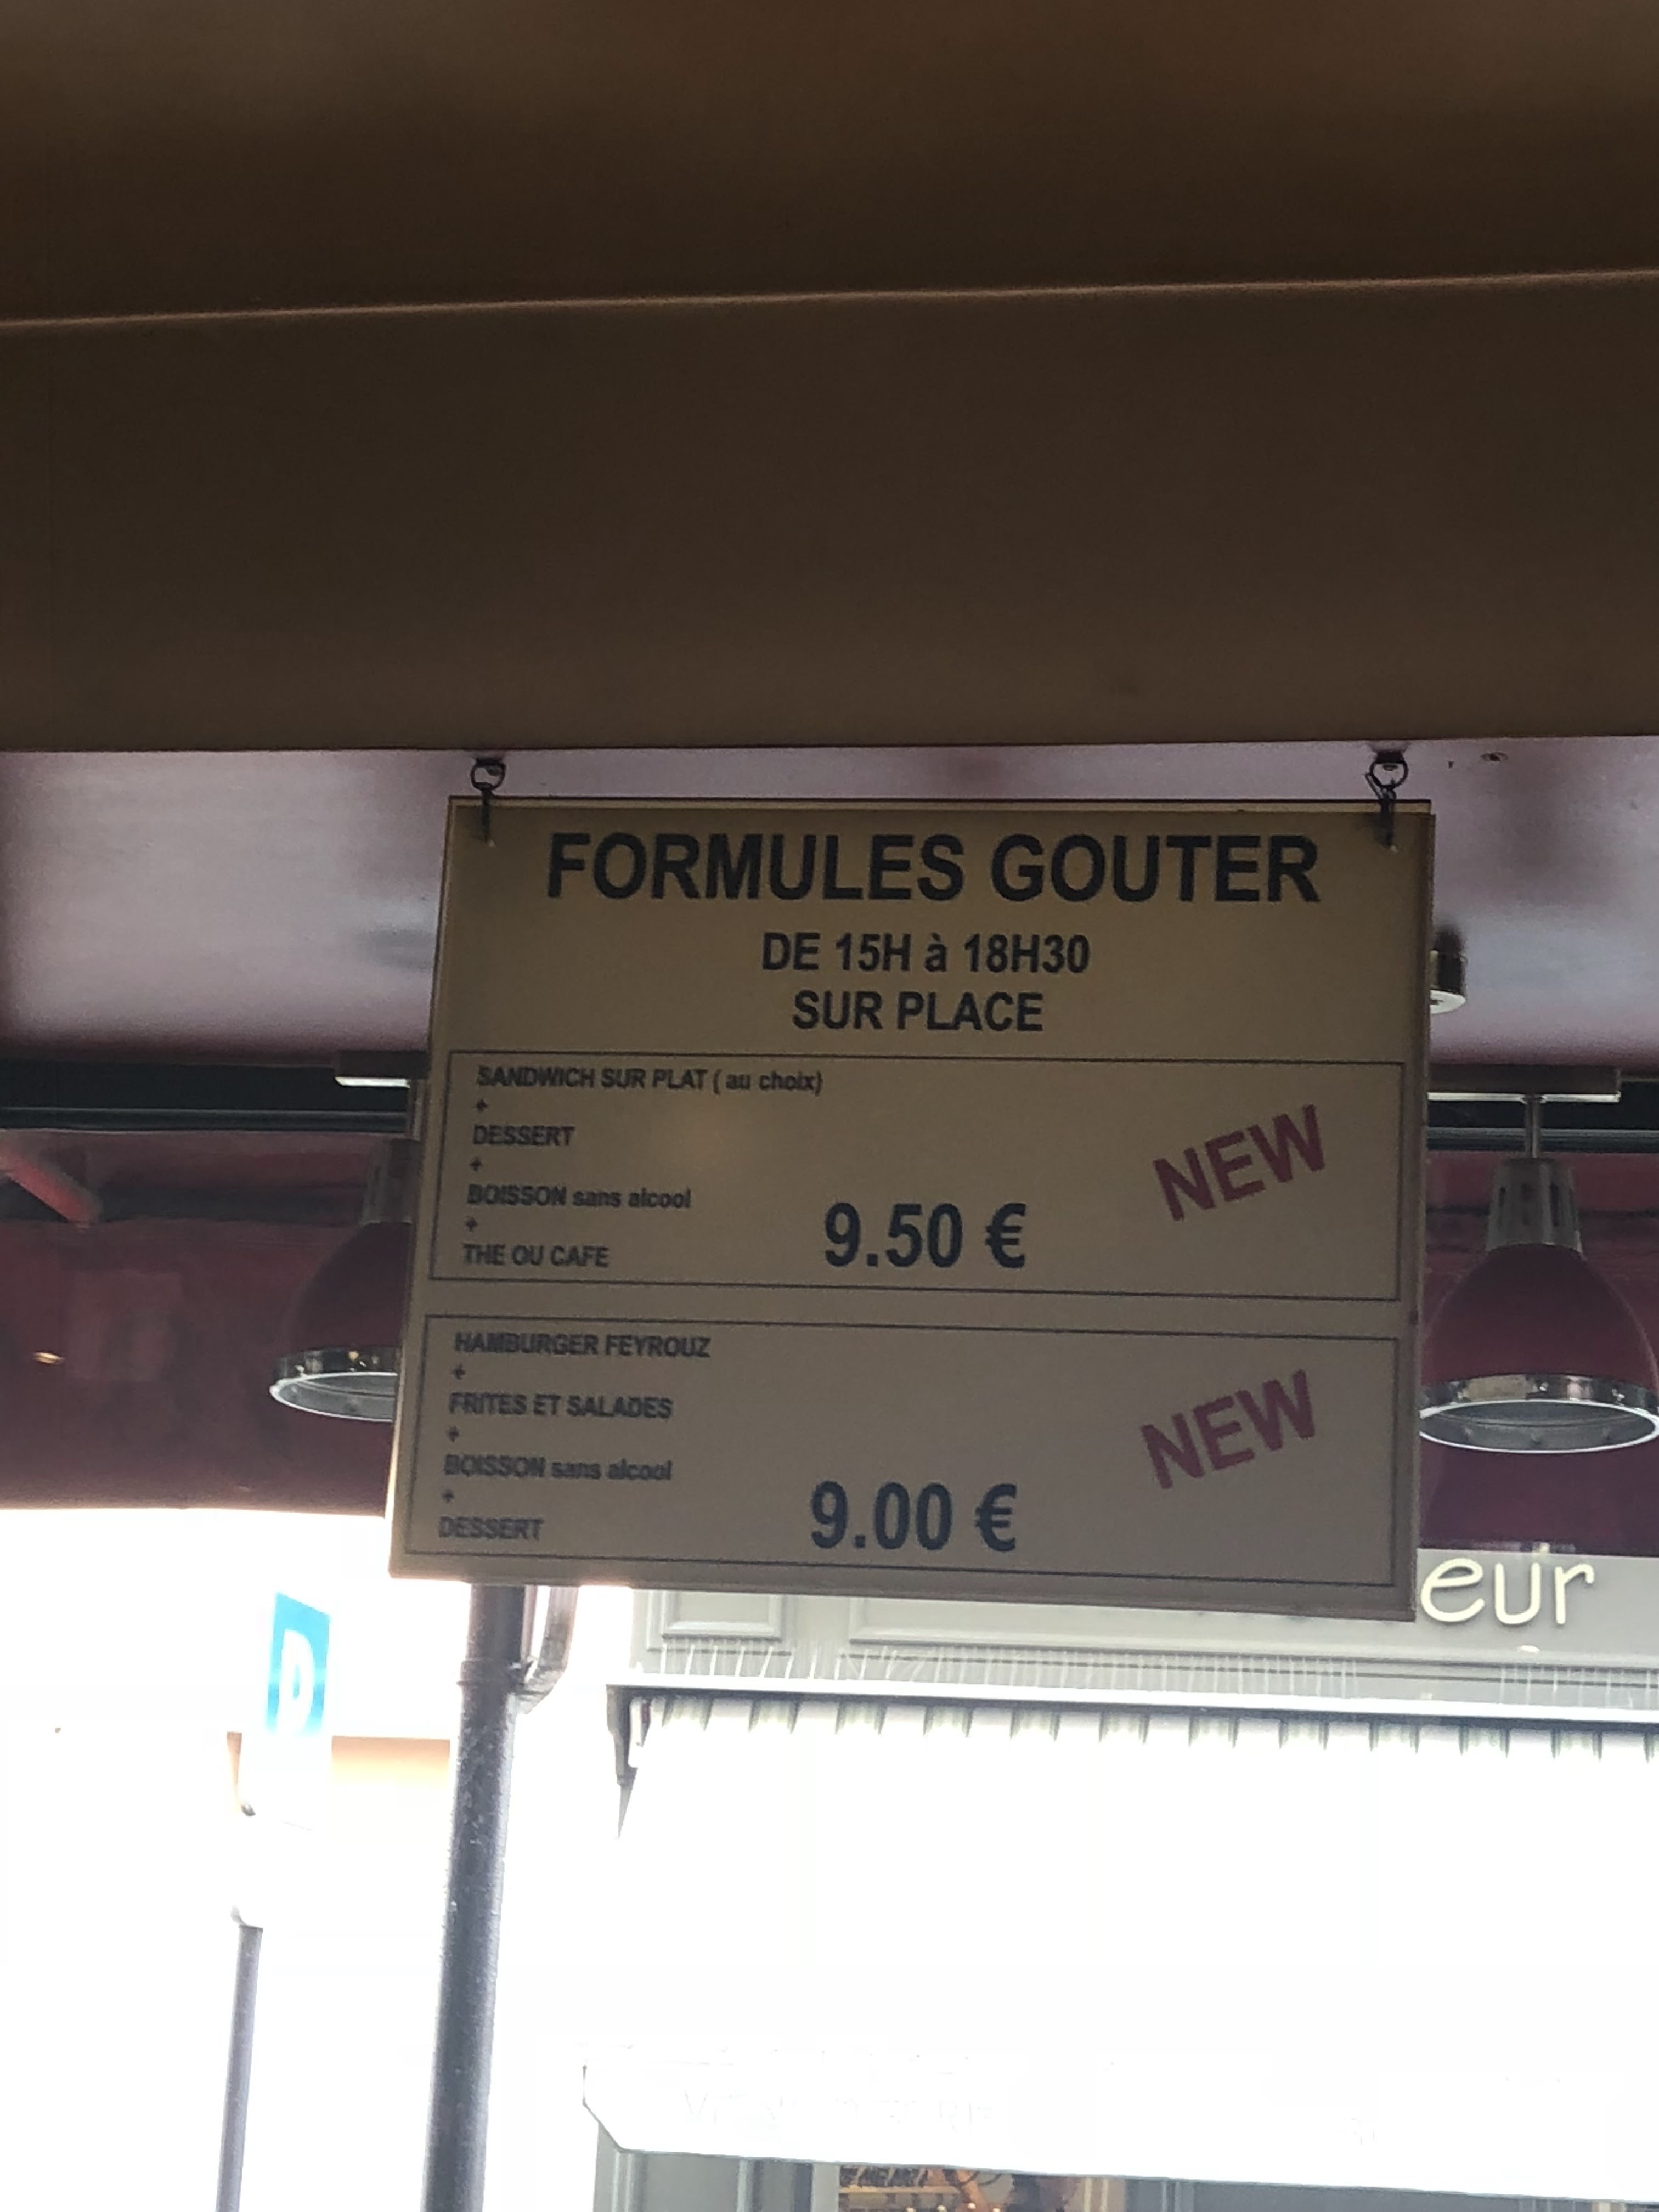 FORMULES GOUTER
DE 15H à 18H30
SUR PLACE
SANDWICH SUR PLAT ( au choix)
+
DESSERT
+
BOISSON sans alcool
+
THE OU CAFE
9.50 €
NEW
HAMBURGER FEYROUZ
+
FRITES ET SALADES
+
BOISSON sans alcool
+
DESSERT
9.00 €
NEW
eur